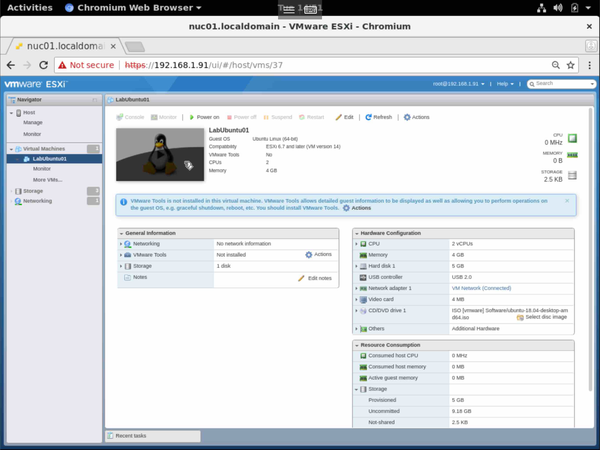 Activities Chromium Web Browser
nuc01.localdomain - VMware ESXi - Chromium
nuc01.localdoma
Not secure https://192.168.1.91/ui/#/host/vms/37
vmware ESXi root@192.168.1.91 Help Search
Navigator
Host
Manage
Monitor
Virtual Machines 1
LabUbuntu01
Monitor
More VMs...
Storage
Networking
LabUbuntu01
Console Monitor Power on Power off Suspend Restart Edit Refresh Actions
LabUbuntu01
Guest OS Ubuntu Linux (64-bit)
Compatibility ESXi 6.7 and later (VM version 14)
VMware Tools No
CPUs 2
Memory 4 GB
CPU
0 MHz
MEMORY
0 B
STORAGE
2.5 KB
VMware Tools is not installed in this virtual machine. VMware Tools allows detailed guest information to be displayed as well as allowing you to perform operations on
the guest OS, e.g. graceful shutdown, reboot, etc. You should install VMware Tools. Actions
General Information
Networking No network information
VMware Tools Not installed Actions
Storage 1 disk
Notes Edit notes
Hardware Configuration
CPU 2 vCPUs
Memory 4 GB
Hard disk 1 5 GB
USB controller USB 2.0
Network adapter 1 VM Network (Connected)
Video card 4 MB
CD/DVD drive 1 ISO [vmware] Software/ubuntu-18.04-desktop-am
d64.iso Select disc image
Others Additional Hardware
Resource Consumption
Consumed host CPU 0 MHz
Consumed host memory 0 MB
Active guest memory 0 MB
Storage
Provisioned 5 GB
Uncommitted 9.18 GB
Not-shared 2.5 KB
Recent tasks